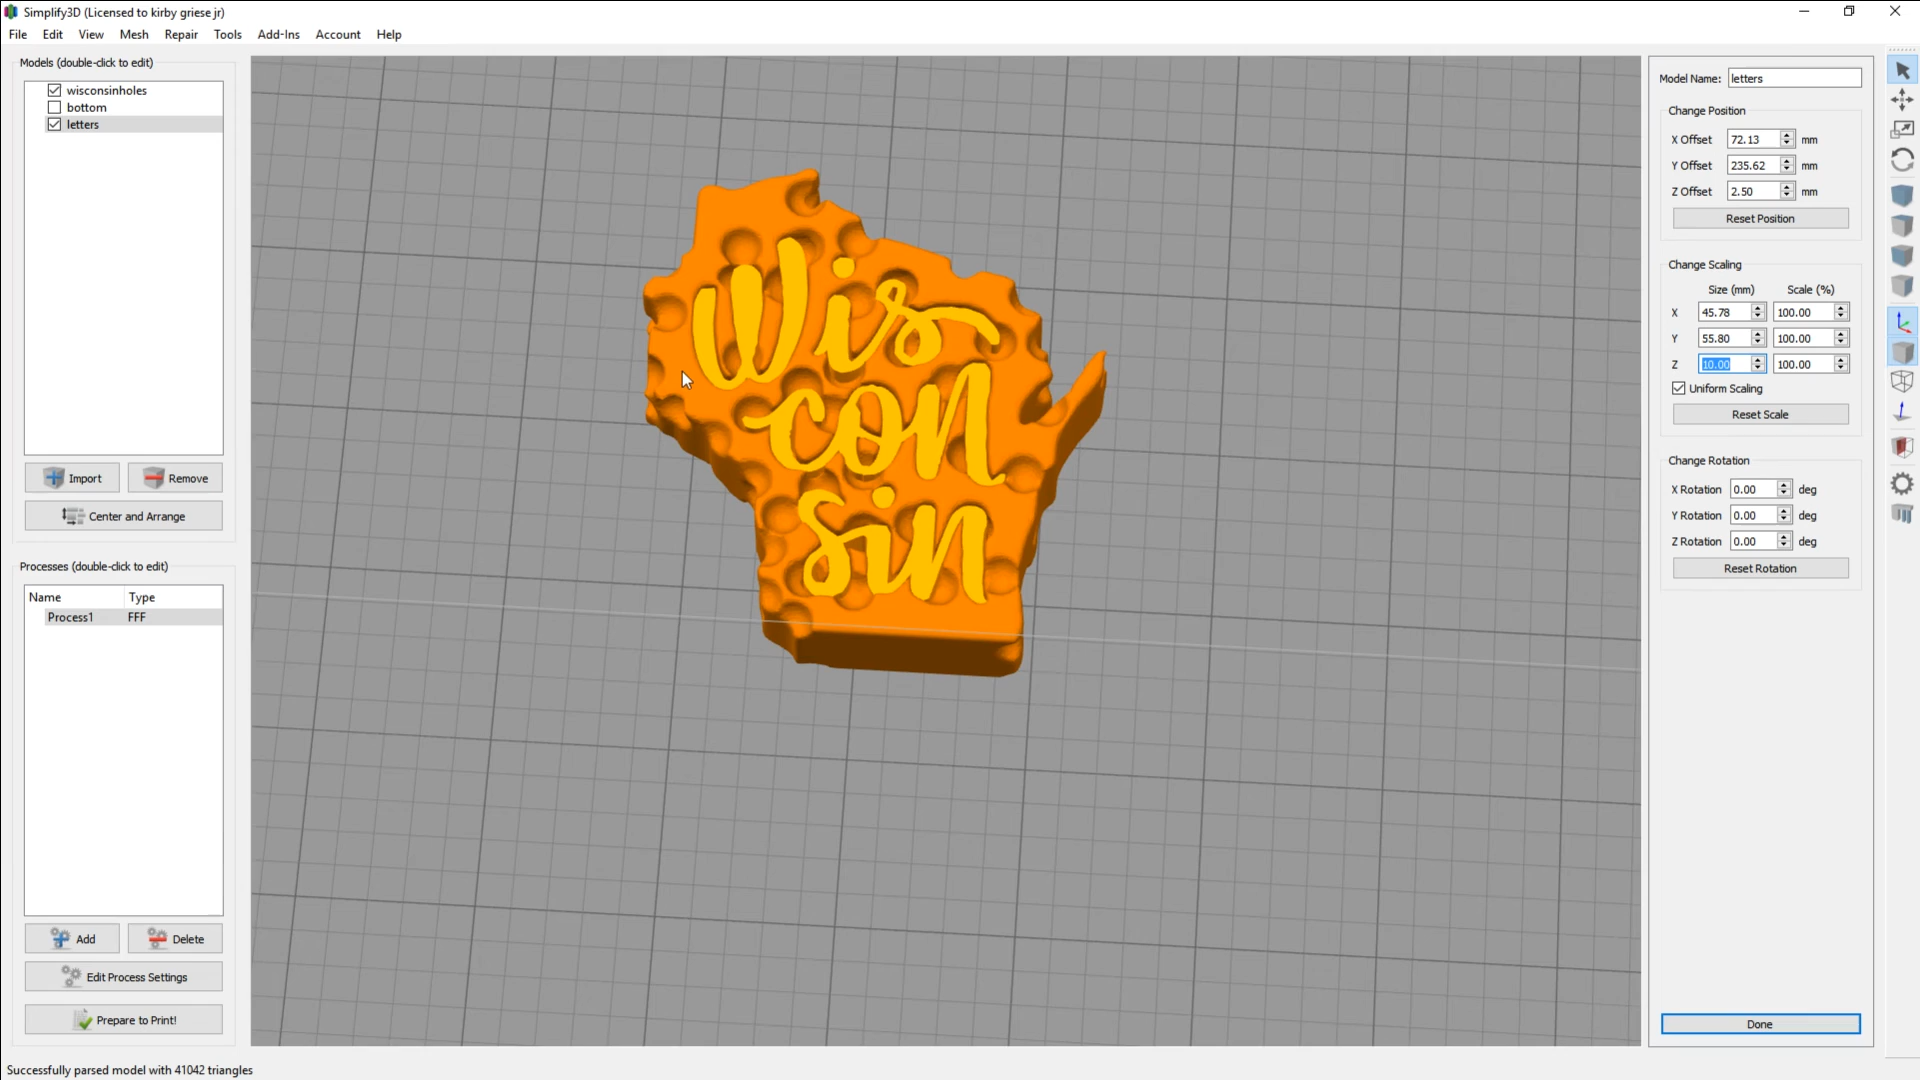 Simplify3D (Licensed to kirby griese jr)
File Edit View Mesh Repair Tools Add-Ins Account Help
Models (double-click to edit)
wisconsinholes
bottom
letters
Import Remove
Center and Arrange
Processes (double-click to edit)
Name Type
Process1 FFF
Add Delete
Edit Process Settings
Prepare to Print!
Successfully parsed model with 41042 triangles
Wis
con
sin
Model Name: letters
Change Position
X Offset 72.13 mm
Y Offset 235.62 mm
Z Offset 2.50 mm
Reset Position
Change Scaling
Size (mm) Scale (%)
X 45.78 100.00
Y 55.80 100.00
Z 10.00 100.00
Uniform Scaling
Reset Scale
Change Rotation
X Rotation 0.00 deg
Y Rotation 0.00 deg
Z Rotation 0.00 deg
Reset Rotation
Done